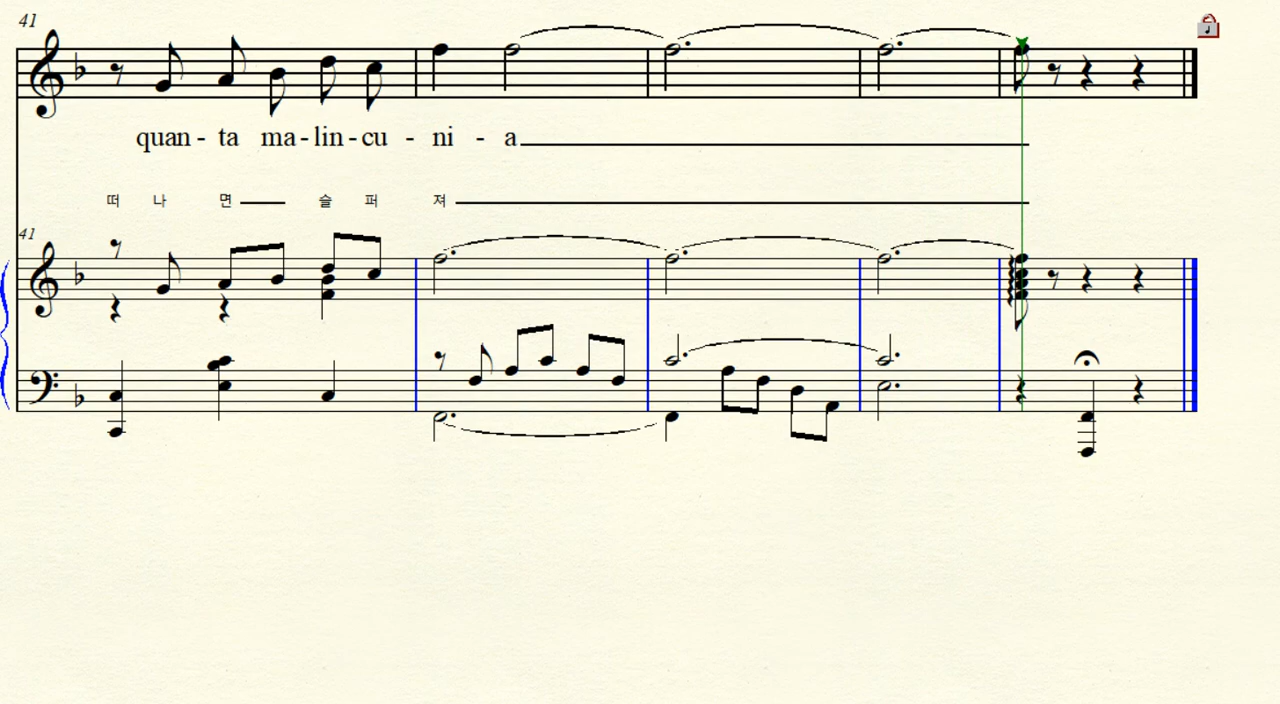 41
quan - ta ma - lin - cu - ni - a
떠 나 면 슬 퍼 져
41